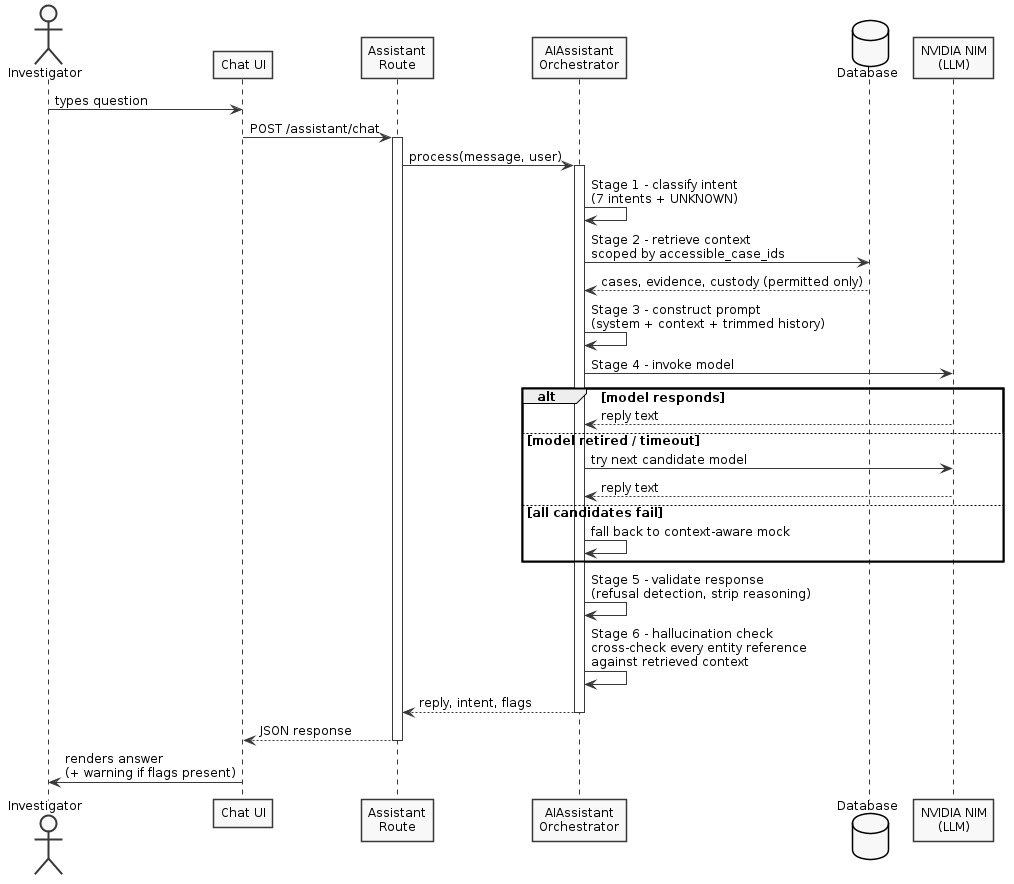 Investigator
Chat UI
Assistant
Route
AIAssistant
Orchestrator
Database
NVIDIA NIM
(LLM)
types question
POST /assistant/chat
process(message, user)
Stage 1 - classify intent
(7 intents + UNKNOWN)
Stage 2 - retrieve context
scoped by accessible_case_ids
cases, evidence, custody (permitted only)
Stage 3 - construct prompt
(system + context + trimmed history)
Stage 4 - invoke model
alt [model responds]
reply text
[model retired / timeout]
try next candidate model
reply text
[all candidates fail]
fall back to context-aware mock
Stage 5 - validate response
(refusal detection, strip reasoning)
Stage 6 - hallucination check
cross-check every entity reference
against retrieved context
reply, intent, flags
JSON response
renders answer
(+ warning if flags present)
Investigator
Chat UI
Assistant
Route
AIAssistant
Orchestrator
Database
NVIDIA NIM
(LLM)